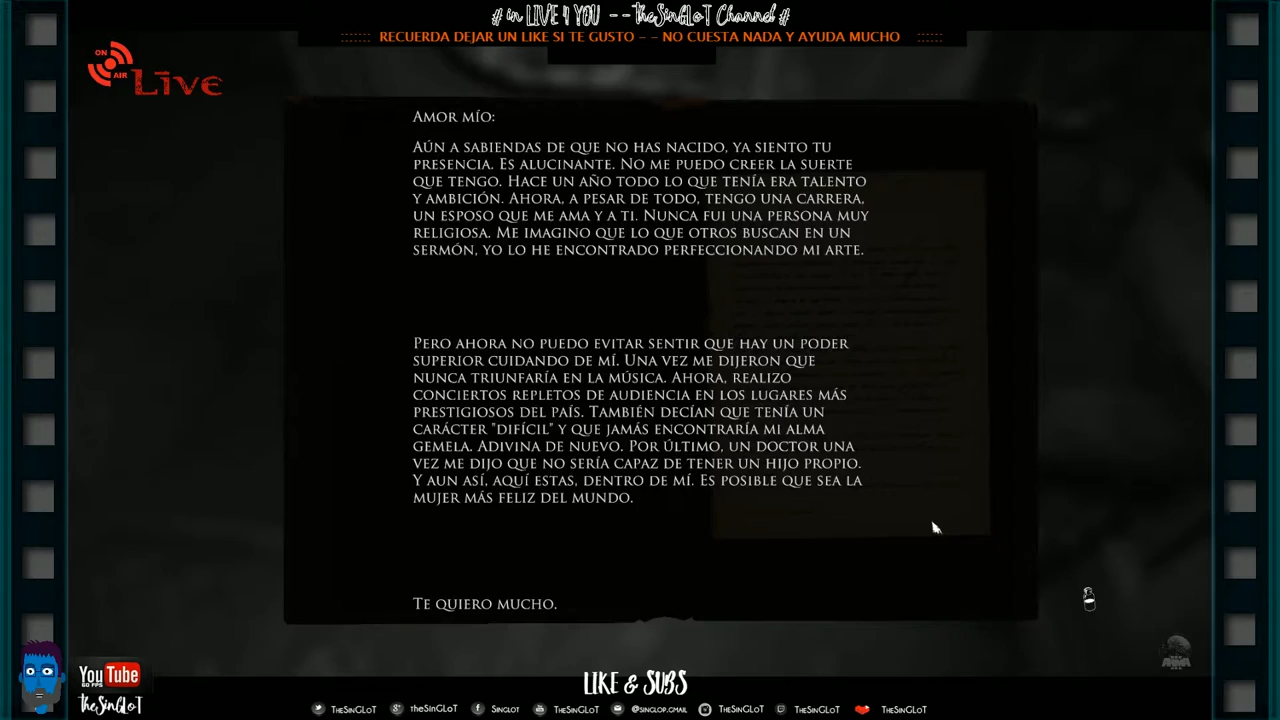 # in LIVE 4 YOU -- TheSinGLoT Channel #
:::::: RECUERDA DEJAR UN LIKE SI TE GUSTO -- NO CUESTA NADA Y AYUDA MUCHO ::::::
ON
AIR
LIVE
AMOR MÍO:
AÚN A SABIENDAS DE QUE NO HAS NACIDO, YA SIENTO TU
PRESENCIA. ES ALUCINANTE. NO ME PUEDO CREER LA SUERTE
QUE TENGO. HACE UN AÑO TODO LO QUE TENÍA ERA TALENTO
Y AMBICIÓN. AHORA, A PESAR DE TODO, TENGO UNA CARRERA,
UN ESPOSO QUE ME AMA Y A TI. NUNCA FUI UNA PERSONA MUY
RELIGIOSA. ME IMAGINO QUE LO QUE OTROS BUSCAN EN UN
SERMÓN, YO LO HE ENCONTRADO PERFECCIONANDO MI ARTE.
PERO AHORA NO PUEDO EVITAR SENTIR QUE HAY UN PODER
SUPERIOR CUIDANDO DE MÍ. UNA VEZ ME DIJERON QUE
NUNCA TRIUNFARÍA EN LA MÚSICA. AHORA, REALIZO
CONCIERTOS REPLETOS DE AUDIENCIA EN LOS LUGARES MÁS
PRESTIGIOSOS DEL PAÍS. TAMBIÉN DECÍAN QUE TENÍA UN
CARÁCTER "DIFÍCIL" Y QUE JAMÁS ENCONTRARÍA MI ALMA
GEMELA. ADIVINA DE NUEVO. POR ÚLTIMO, UN DOCTOR UNA
VEZ ME DIJO QUE NO SERÍA CAPAZ DE TENER UN HIJO PROPIO.
Y AUN ASÍ, AQUÍ ESTAS, DENTRO DE MÍ. ES POSIBLE QUE SEA LA
MUJER MÁS FELIZ DEL MUNDO.
TE QUIERO MUCHO.
YouTube
60 FPS
theSinGLoT
LIKE & SUBS
TheSinGLoT theSinGLoT Singlot TheSinGLoT @singlop.gmail TheSinGLoT TheSinGLoT TheSinGLoT